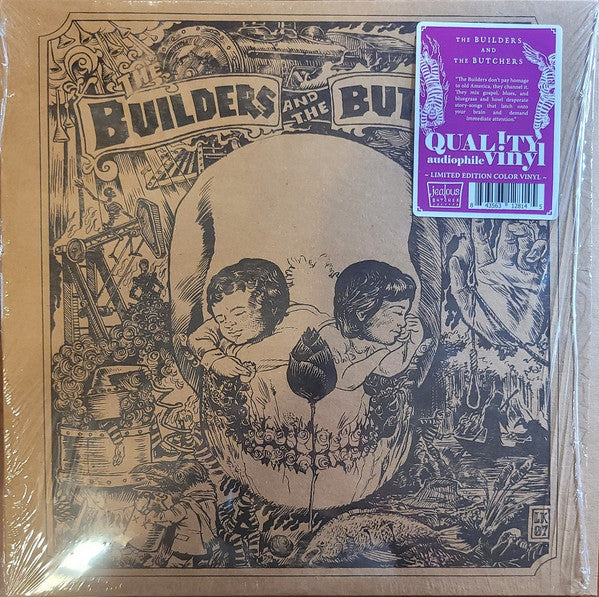 THE
BUILDERS AND THE BUT
THE BUILDERS
AND
THE BUTCHERS
"The Builders don't pay homage
to old America, they channel it.
They mix gospel, blues, and
bluegrass and howl desperate
story-songs that latch onto
your brain and demand
immediate attention."
QUAL!TY
audiophile vinyl
~ LIMITED EDITION COLOR VINYL ~
jealous
BUTCHER
RECORDS
8 43563 12814 5